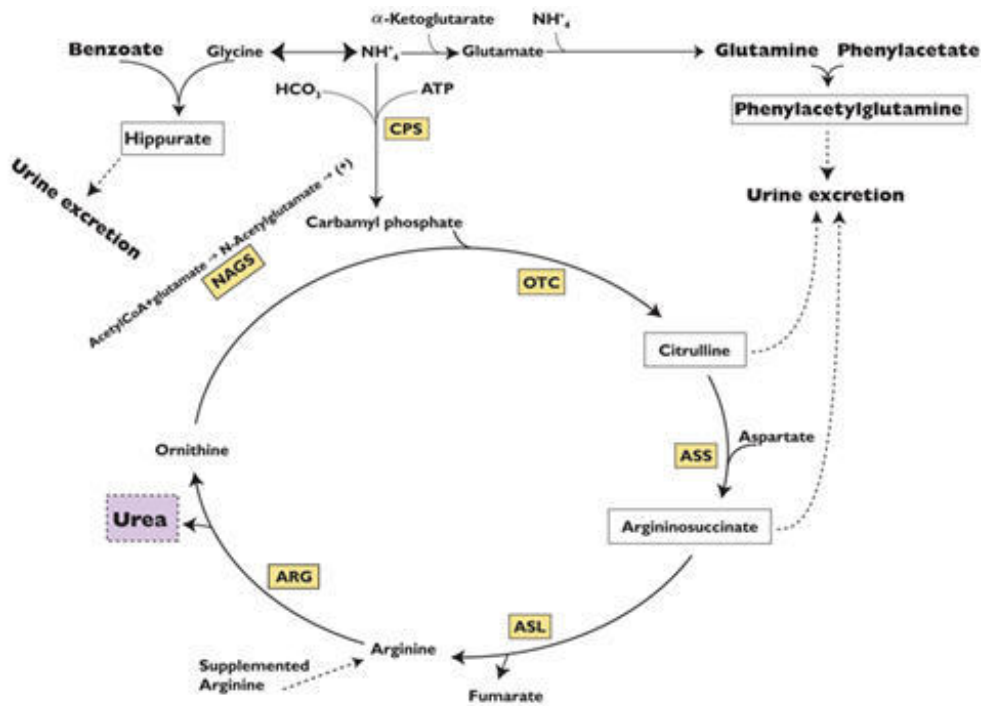 α-Ketoglutarate
NH⁺₄
Benzoate
Glycine
NH⁺₄
Glutamate
Glutamine
Phenylacetate
HCO₃
ATP
CPS
Hippurate
Phenylacetylglutamine
Urine excretion
Urine excretion
AcetylCoA+glutamate → N-Acetylglutamate → (+)
NAGS
Carbamyl phosphate
OTC
Citrulline
Ornithine
ASS
Aspartate
Urea
Argininosuccinate
ARG
ASL
Arginine
Supplemented
Arginine
Fumarate